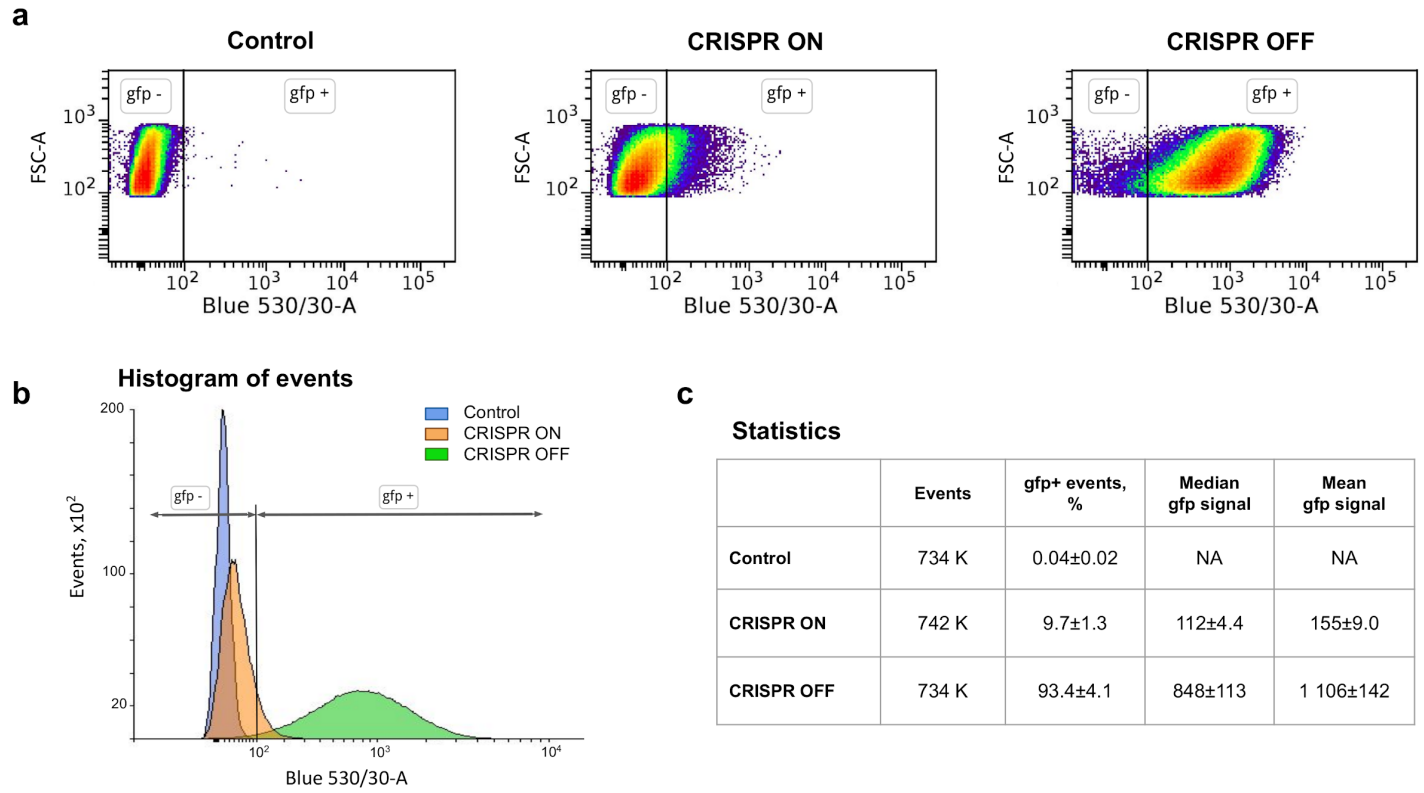 a
Control
CRISPR ON
CRISPR OFF
gfp -
gfp +
10³
10²
FSC-A
10² 10³ 10⁴ 10⁵
Blue 530/30-A
gfp -
gfp +
10³
10²
FSC-A
10² 10³ 10⁴ 10⁵
Blue 530/30-A
gfp -
gfp +
10³
10²
FSC-A
10² 10³ 10⁴ 10⁵
Blue 530/30-A
b
Histogram of events
Control
CRISPR ON
CRISPR OFF
200
100
20
Events, x10²
gfp -
gfp +
10² 10³ 10⁴
Blue 530/30-A
c
Statistics
Events
gfp+ events,
%
Median
gfp signal
Mean
gfp signal
Control 734 K 0.04±0.02 NA NA
CRISPR ON 742 K 9.7±1.3 112±4.4 155±9.0
CRISPR OFF 734 K 93.4±4.1 848±113 1 106±142